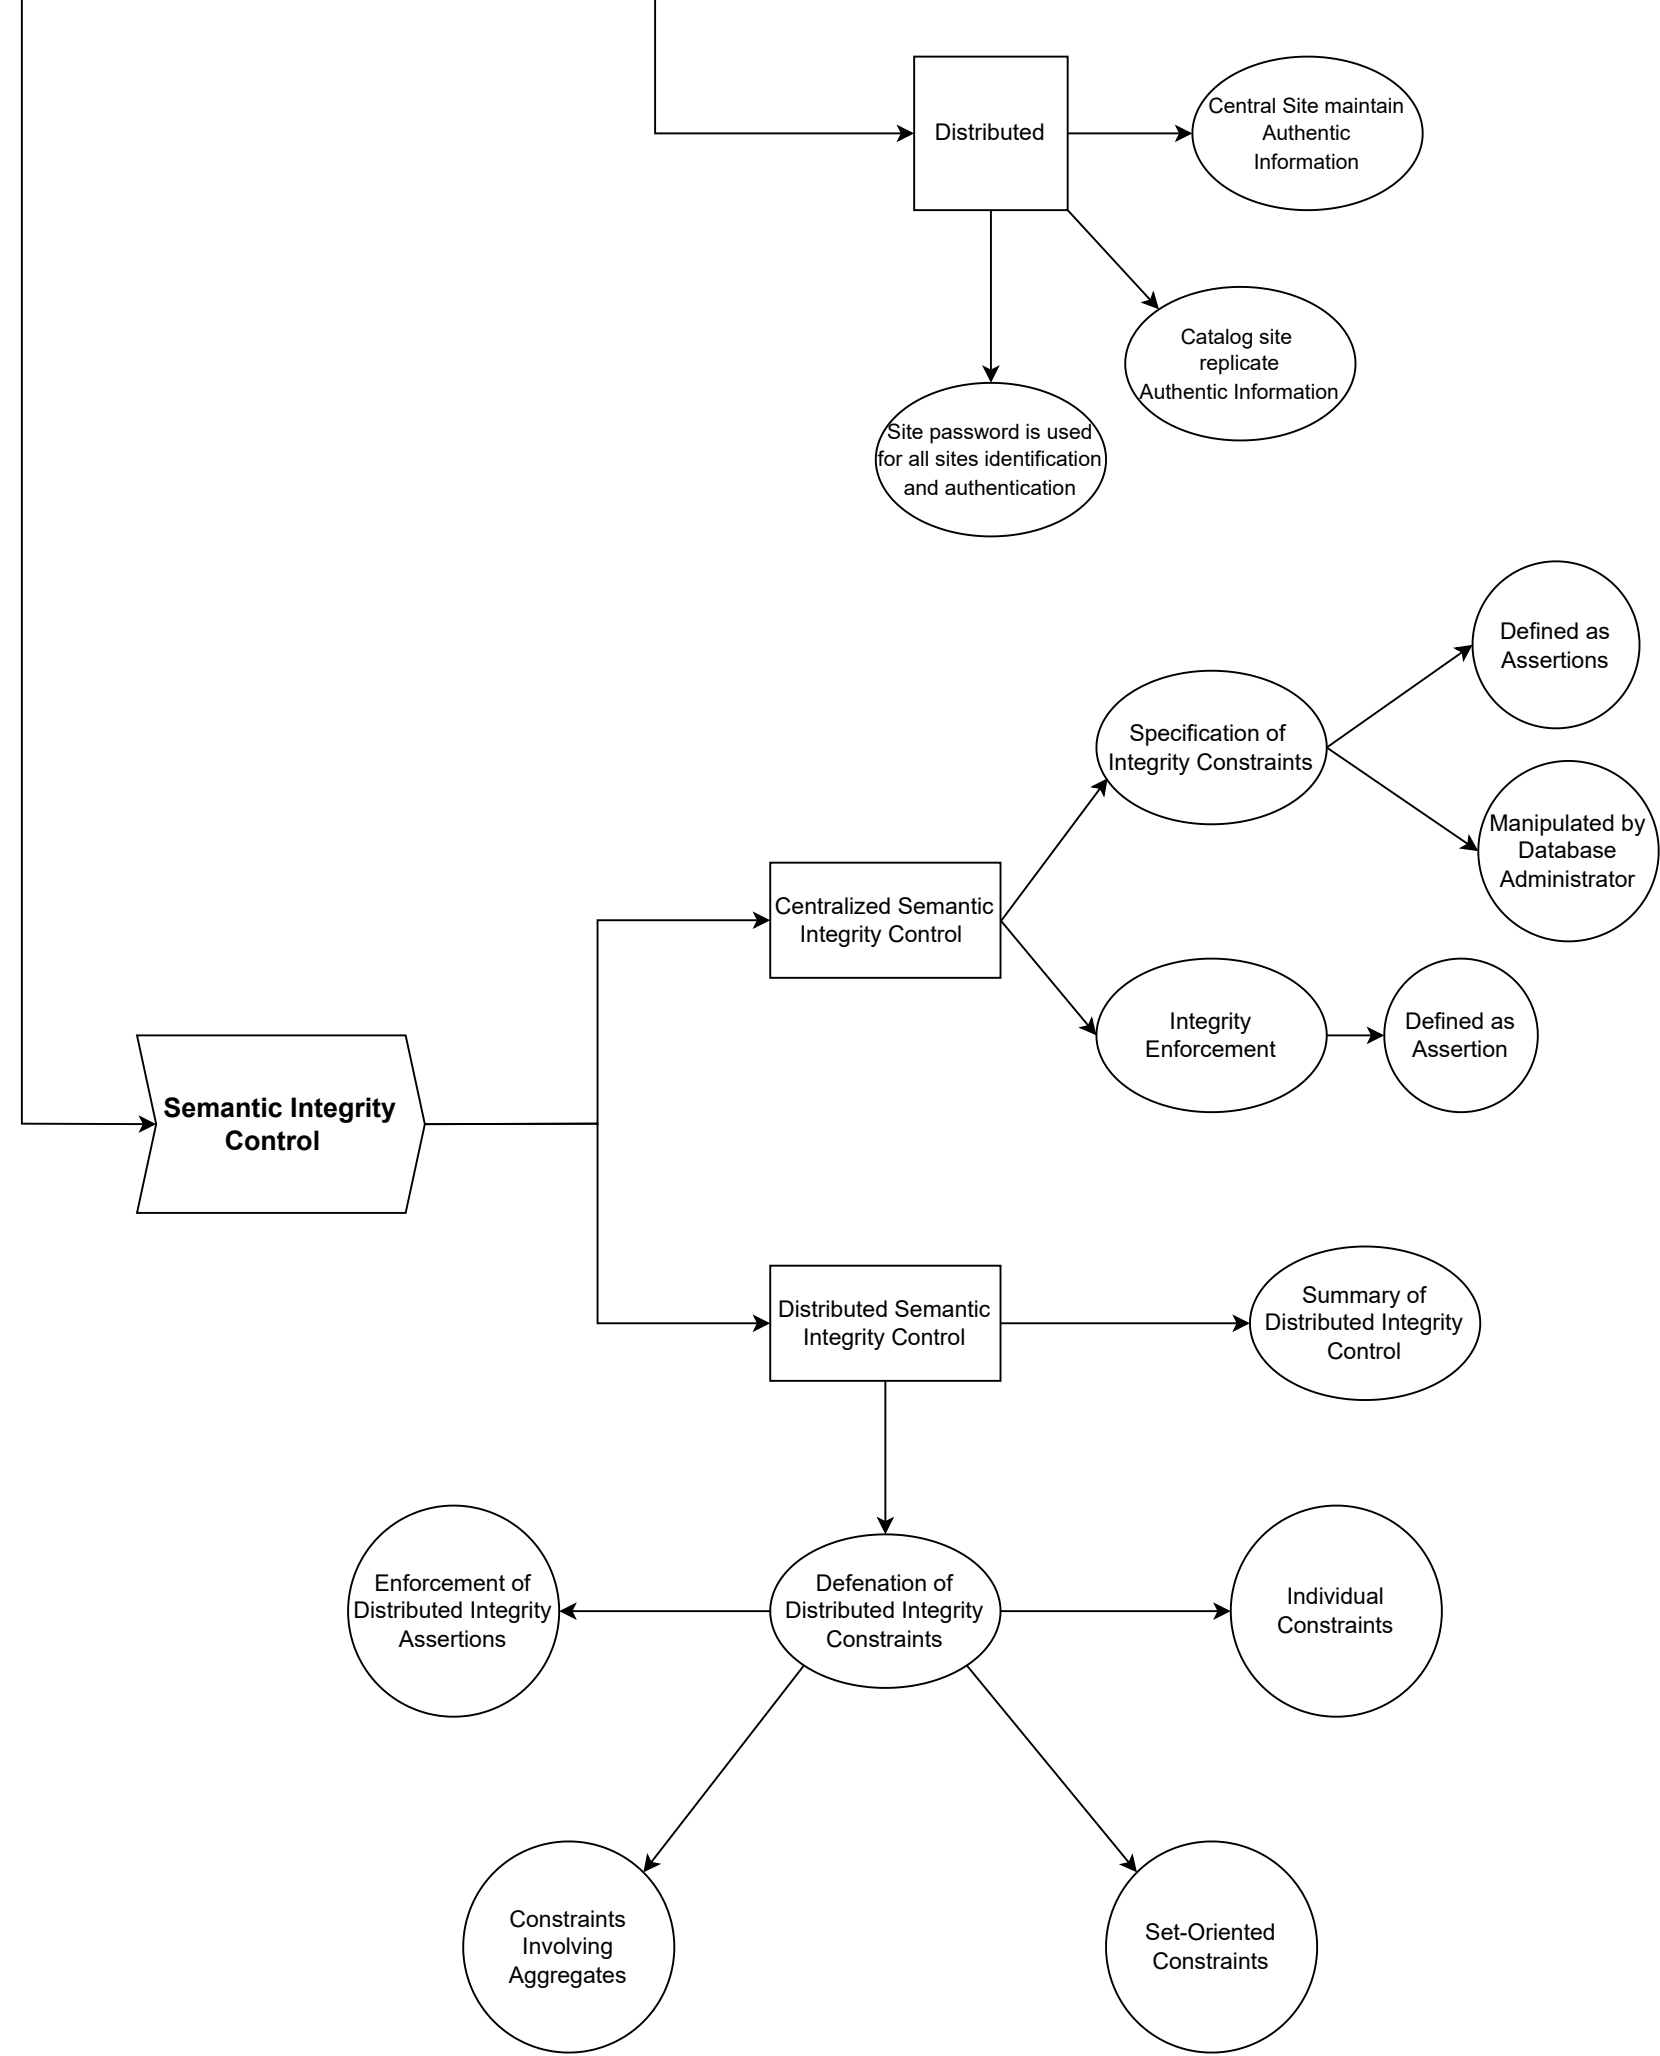 Distributed
Central Site maintain
Authentic
Information
Catalog site
replicate
Authentic Information
Site password is used
for all sites identification
and authentication
Defined as
Assertions
Specification of
Integrity Constraints
Manipulated by
Database
Administrator
Centralized Semantic
Integrity Control
Integrity
Enforcement
Defined as
Assertion
Semantic Integrity
Control
Distributed Semantic
Integrity Control
Summary of
Distributed Integrity
Control
Enforcement of
Distributed Integrity
Assertions
Defenation of
Distributed Integrity
Constraints
Individual
Constraints
Constraints
Involving
Aggregates
Set-Oriented
Constraints